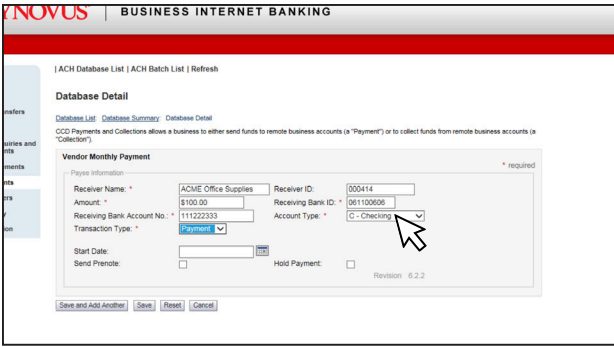 YNOVUS | BUSINESS INTERNET BANKING
| ACH Database List | ACH Batch List | Refresh
Database Detail
Database List Database Summary Database Detail
CCD Payments and Collections allows a business to either send funds to remote business accounts (a "Payment") or to collect funds from remote business accounts (a
"Collection").
nsfers
uiries and
nts
ments
nts
ers
y
ion
Vendor Monthly Payment
* required
Payee Information
Receiver Name: * ACME Office Supplies Receiver ID: 000414
Amount: * $100.00 Receiving Bank ID: * 061100606
Receiving Bank Account No.: * 111222333 Account Type: * C - Checking
Transaction Type: * Payment
Start Date:
Send Prenote: Hold Payment:
Revision 6.2.2
Save and Add Another Save Reset Cancel